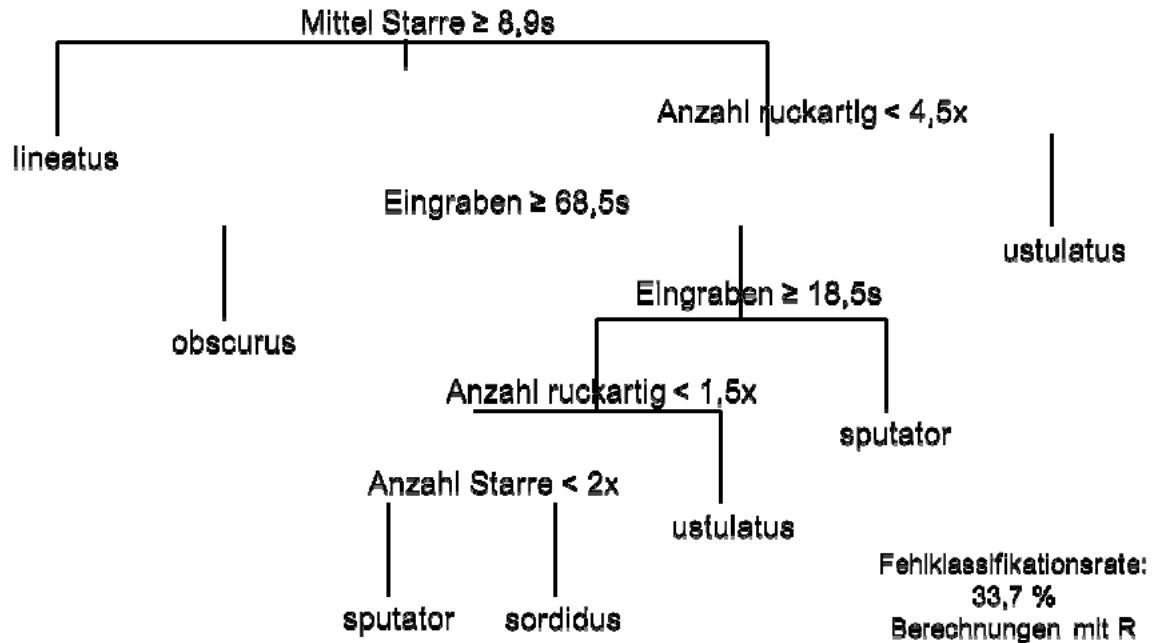 Mittel Starre ≥ 8,9s
Anzahl ruckartig < 4,5x
lineatus
Eingraben ≥ 68,5s
ustulatus
Eingraben ≥ 18,5s
obscurus
Anzahl ruckartig < 1,5x
sputator
Anzahl Starre < 2x
ustulatus
sputator
sordidus
Fehlklassifikationsrate:
33,7 %
Berechnungen mit R